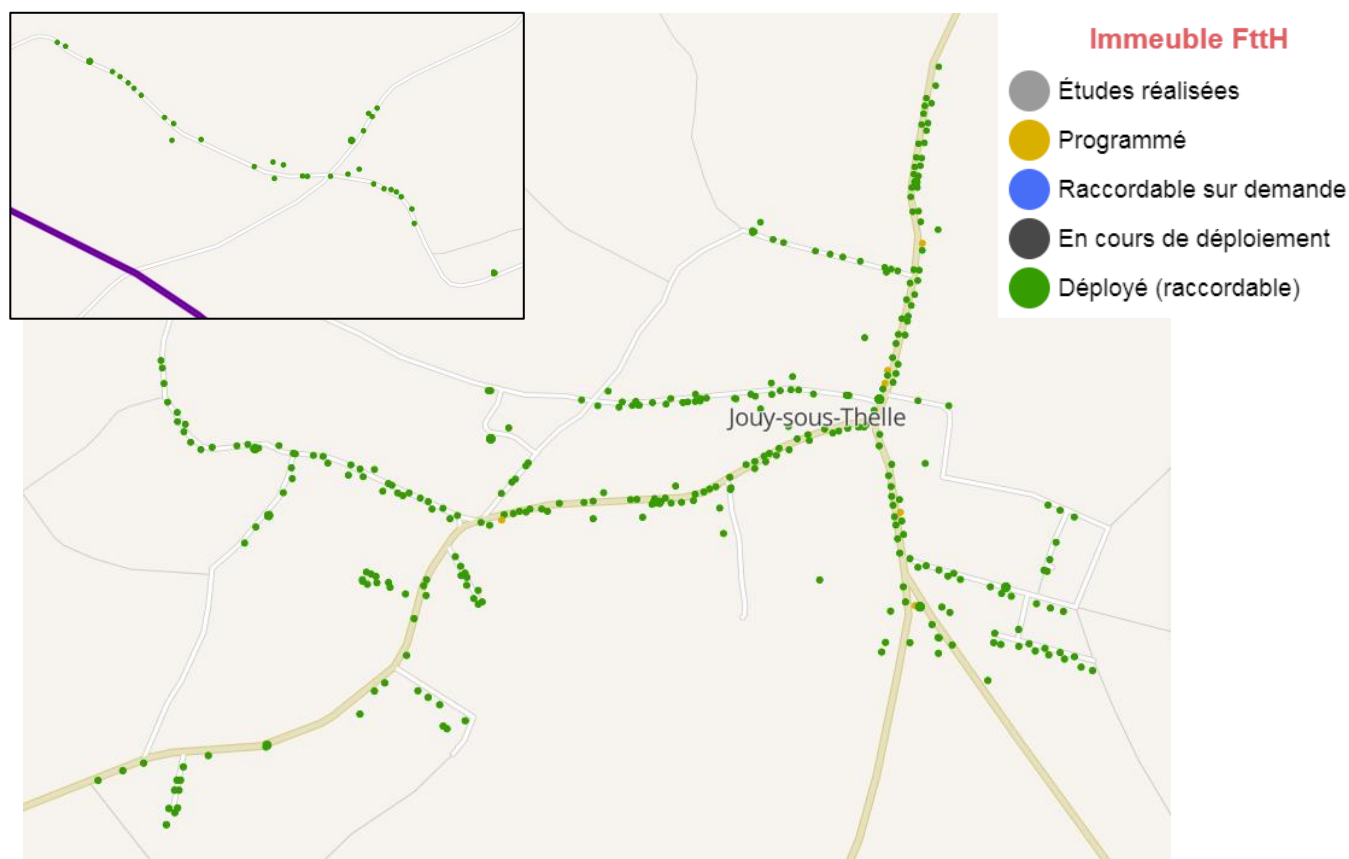 Immeuble FttH
Études réalisées
Programmé
Raccordable sur demande
En cours de déploiement
Déployé (raccordable)
Jouy-sous-Thelle